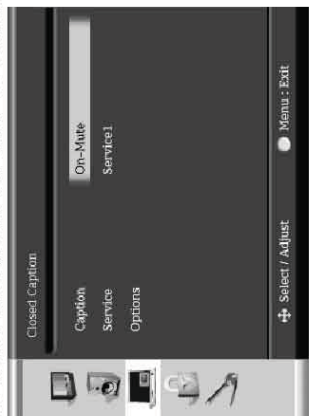 Closed Caption
Caption On-Mute
Service Service1
Options
Select / Adjust Menu : Exit